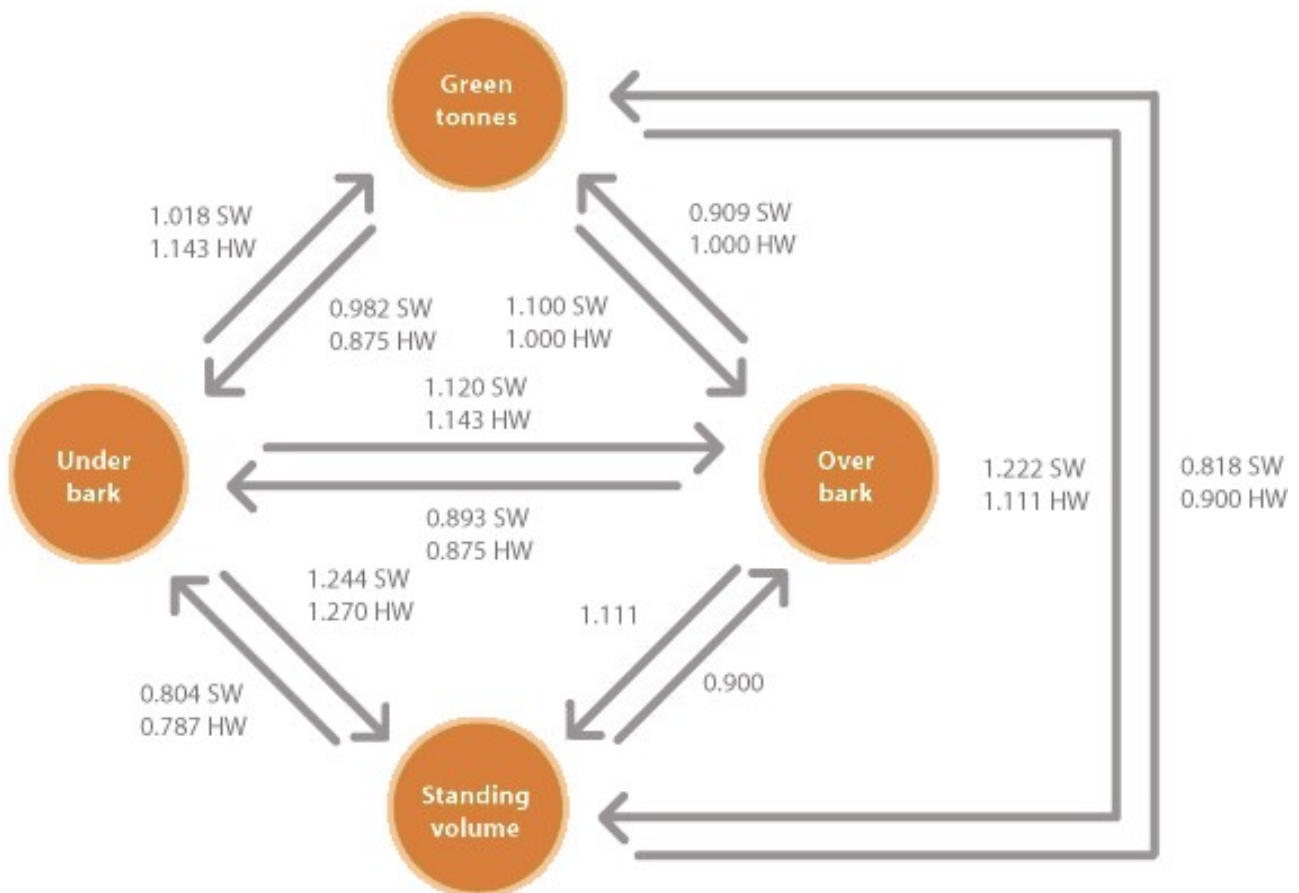 Green
tonnes
1.018 SW
1.143 HW
0.909 SW
1.000 HW
0.982 SW
0.875 HW
1.100 SW
1.000 HW
1.120 SW
1.143 HW
Under
bark
Over
bark
1.222 SW
1.111 HW
0.818 SW
0.900 HW
0.893 SW
0.875 HW
1.244 SW
1.270 HW
1.111
0.804 SW
0.787 HW
0.900
Standing
volume